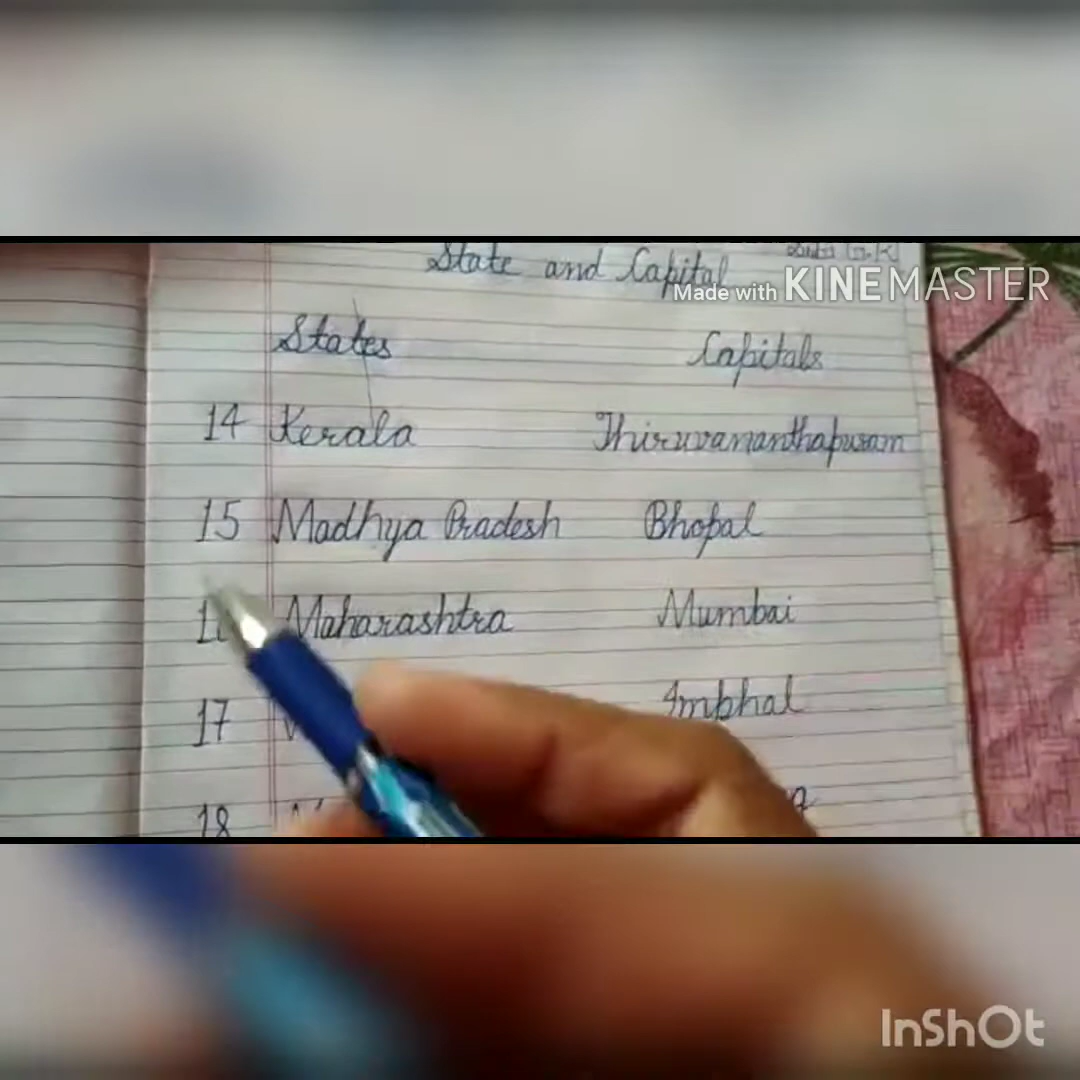 State and Capital
Made with KINEMASTER
States Capitals
14 Kerala Thiruvananthapuram
15 Madhya Pradesh Bhopal
Maharashtra Mumbai
17 Imphal
18
InShOt